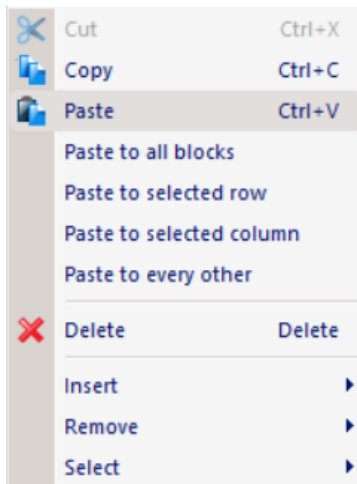 Cut Ctrl+X
Copy Ctrl+C
Paste Ctrl+V
Paste to all blocks
Paste to selected row
Paste to selected column
Paste to every other
Delete Delete
Insert
Remove
Select